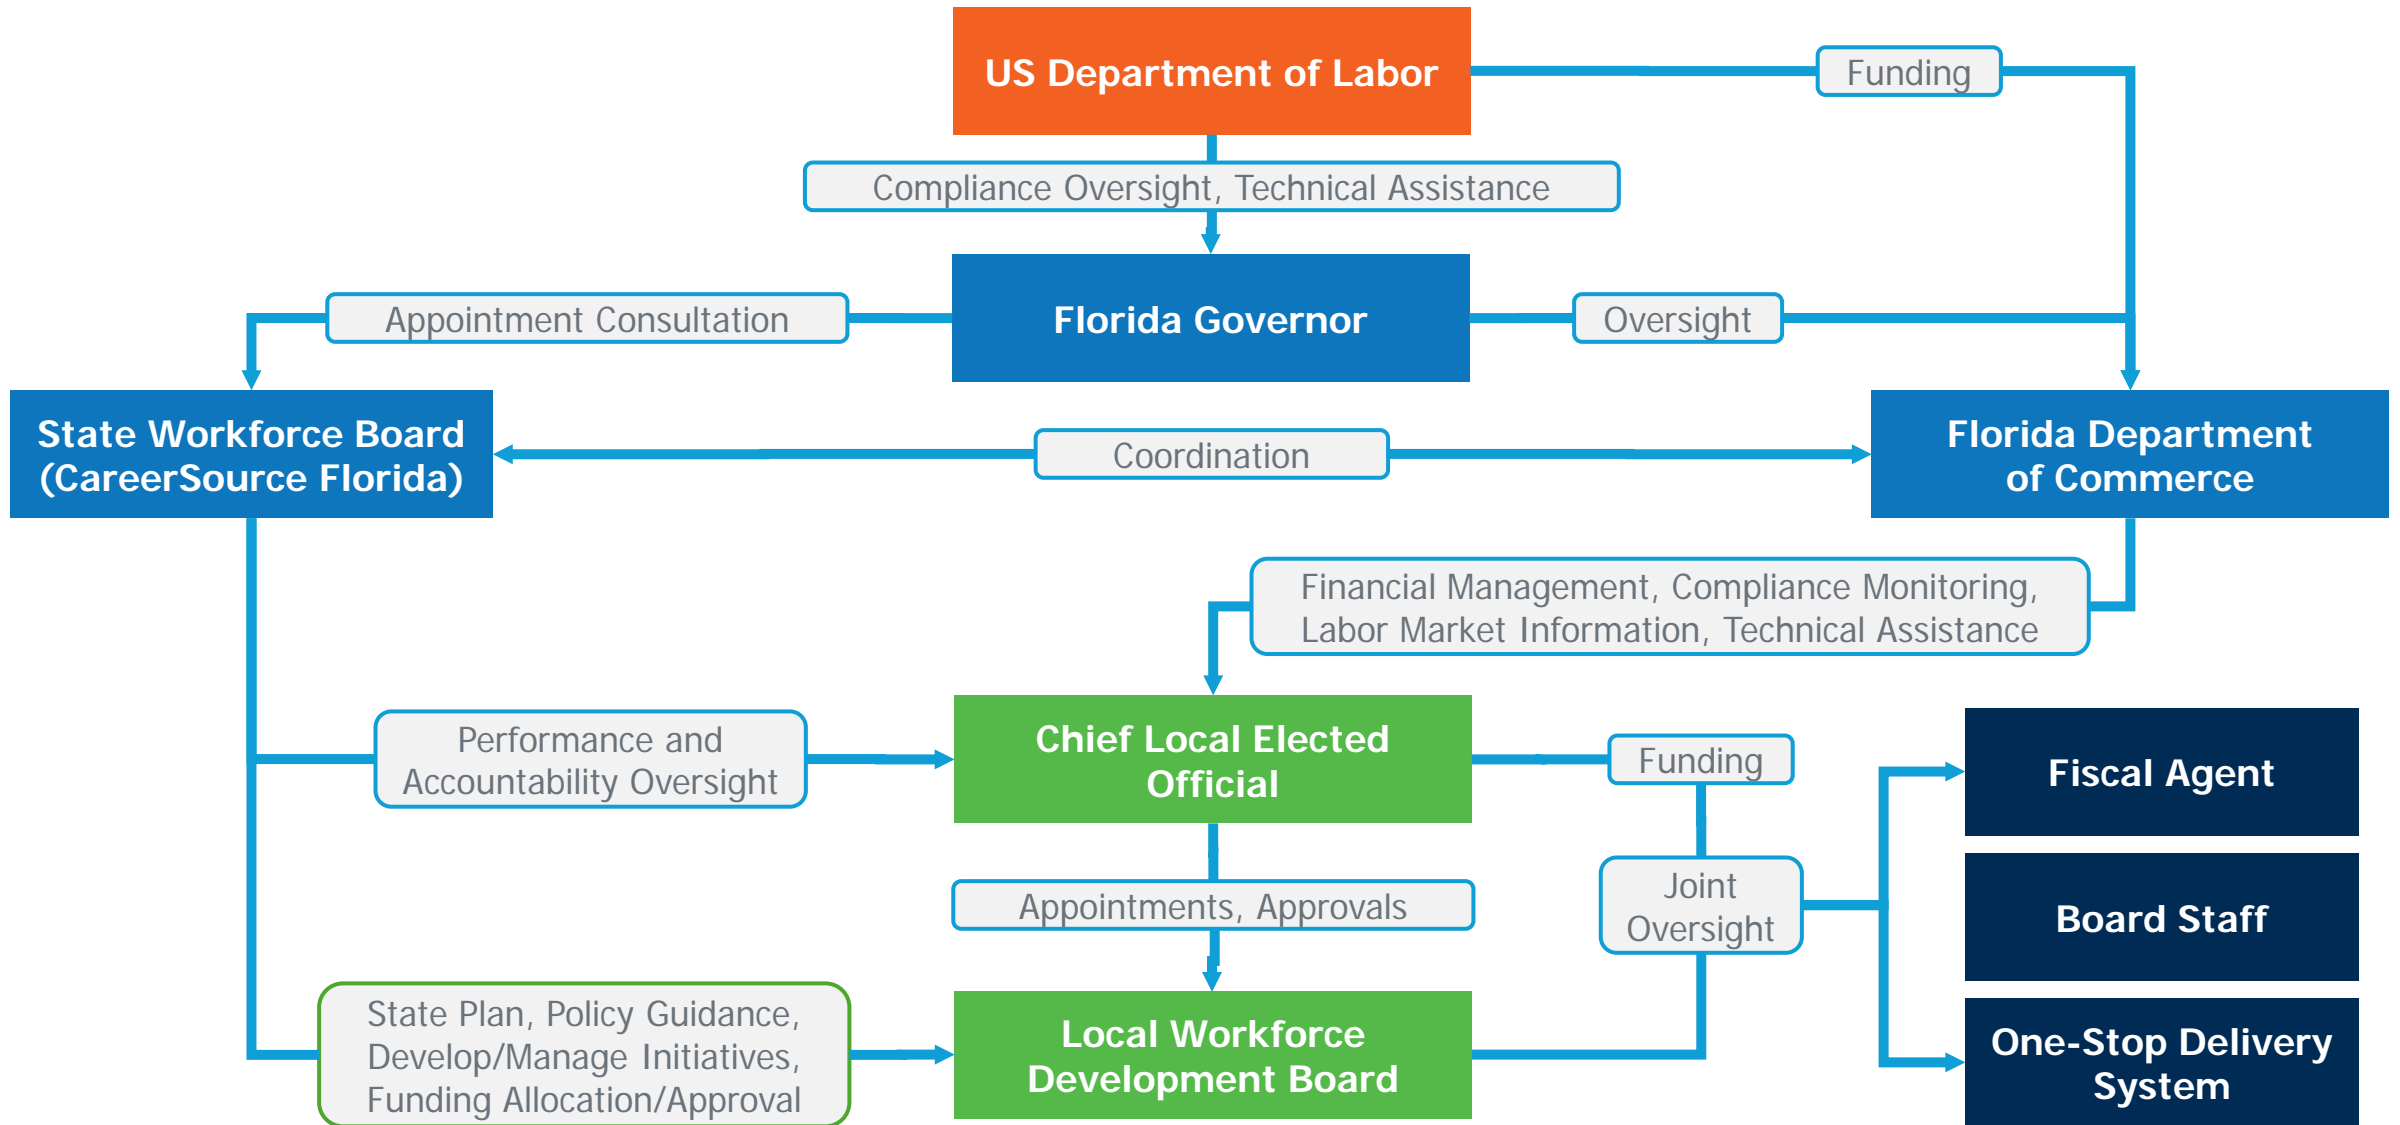 US Department of Labor
Funding
Compliance Oversight, Technical Assistance
Appointment Consultation
Florida Governor
Oversight
State Workforce Board
(CareerSource Florida)
Coordination
Florida Department
of Commerce
Financial Management, Compliance Monitoring,
Labor Market Information, Technical Assistance
Performance and
Accountability Oversight
Chief Local Elected
Official
Funding
Fiscal Agent
Appointments, Approvals
Joint
Oversight
Board Staff
State Plan, Policy Guidance,
Develop/Manage Initiatives,
Funding Allocation/Approval
Local Workforce
Development Board
One-Stop Delivery
System